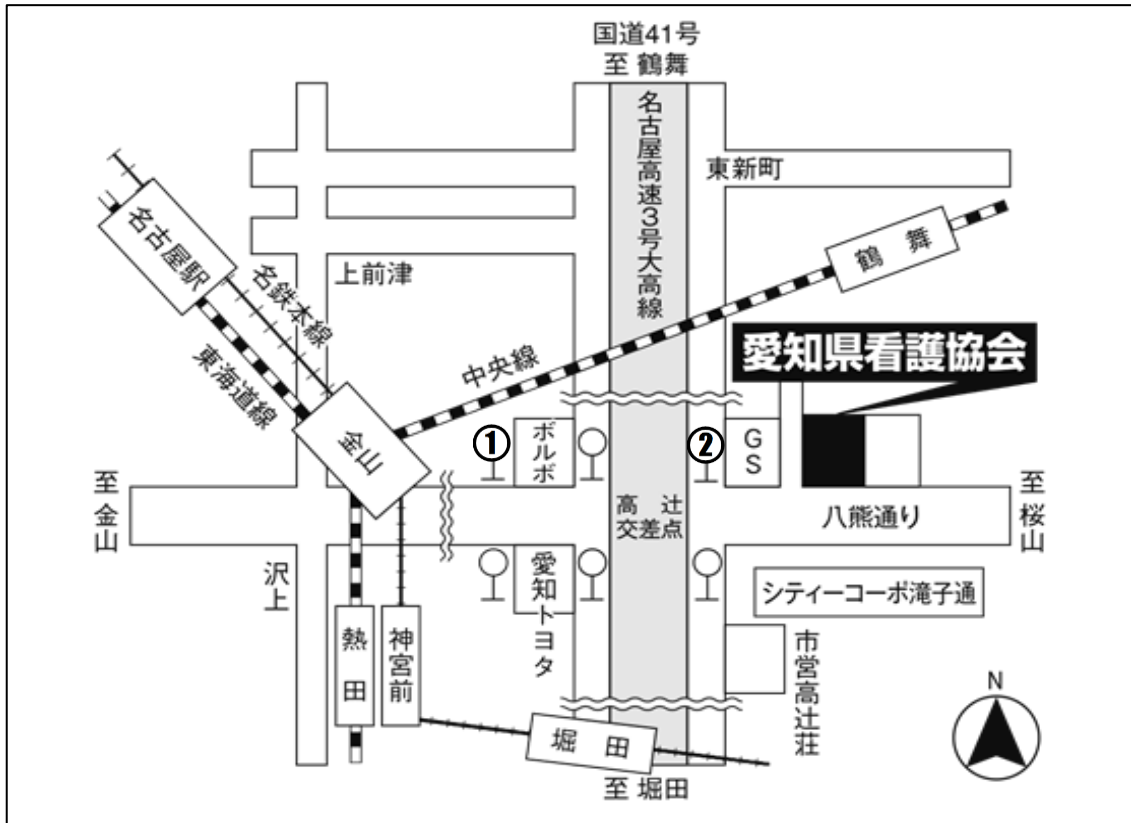 国道41号
至 鶴舞
名古屋高速3号大高線
東新町
名古屋駅
名鉄本線
上前津
鶴舞
東海道線
中央線
愛知県看護協会
金山
①
ボルボ
②
GS
至金山
高辻
交差点
八熊通り
至桜山
沢上
愛知トヨタ
シティーコーポ滝子通
熱田
神宮前
市営高辻荘
N
堀田
至 堀田